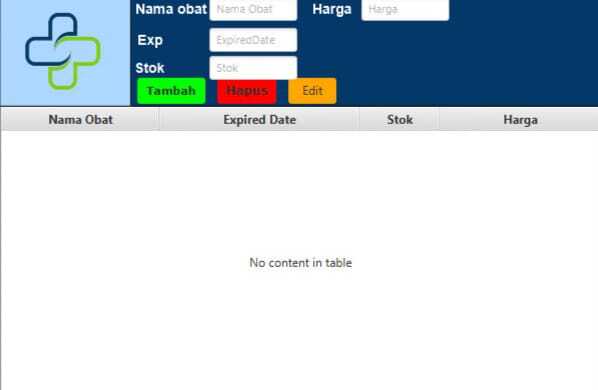 Nama obat Nama Obat Harga Harga
Exp ExpiredDate
Stok Stok
Tambah Hapus Edit
Nama Obat Expired Date Stok Harga
No content in table